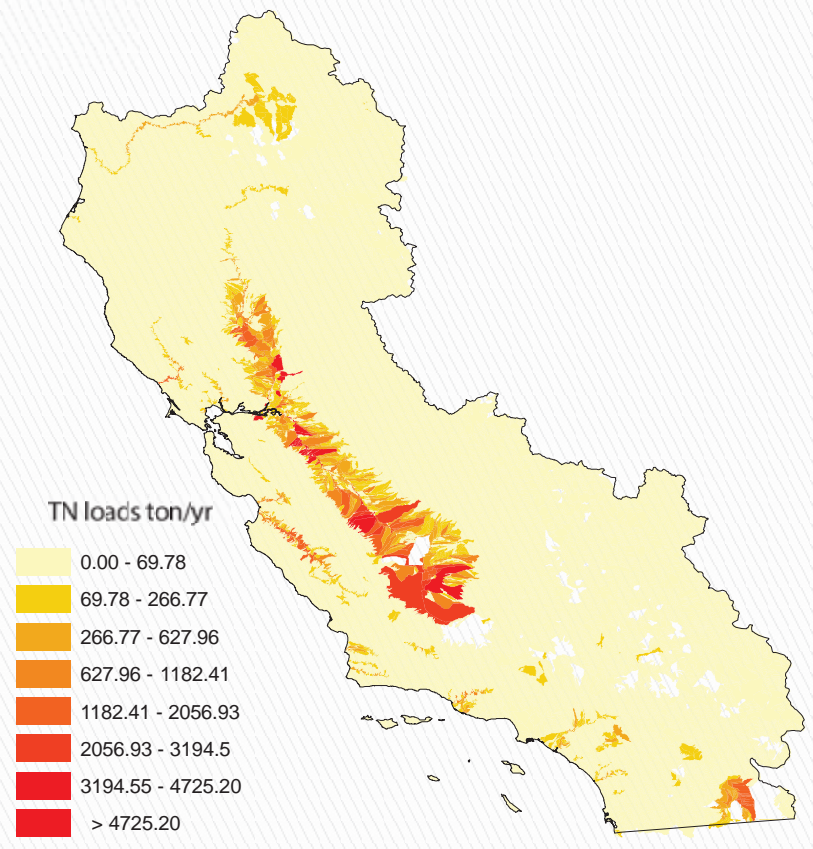 TN loads ton/yr
0.00 - 69.78
69.78 - 266.77
266.77 - 627.96
627.96 - 1182.41
1182.41 - 2056.93
2056.93 - 3194.5
3194.55 - 4725.20
> 4725.20